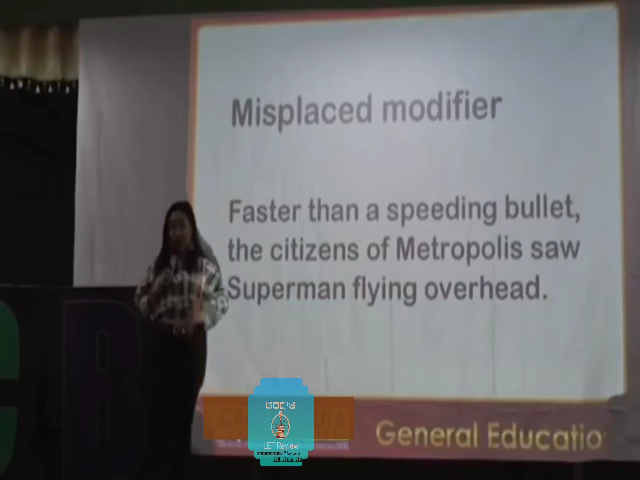 Misplaced modifier
Faster than a speeding bullet,
the citizens of Metropolis saw
Superman flying overhead.
LET Review
General Educatio